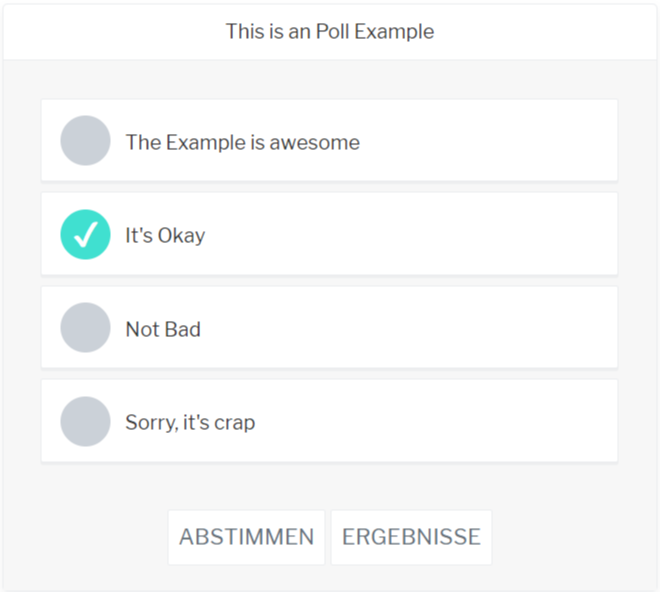 This is an Poll Example
The Example is awesome
It's Okay
Not Bad
Sorry, it's crap
ABSTIMMEN ERGEBNISSE